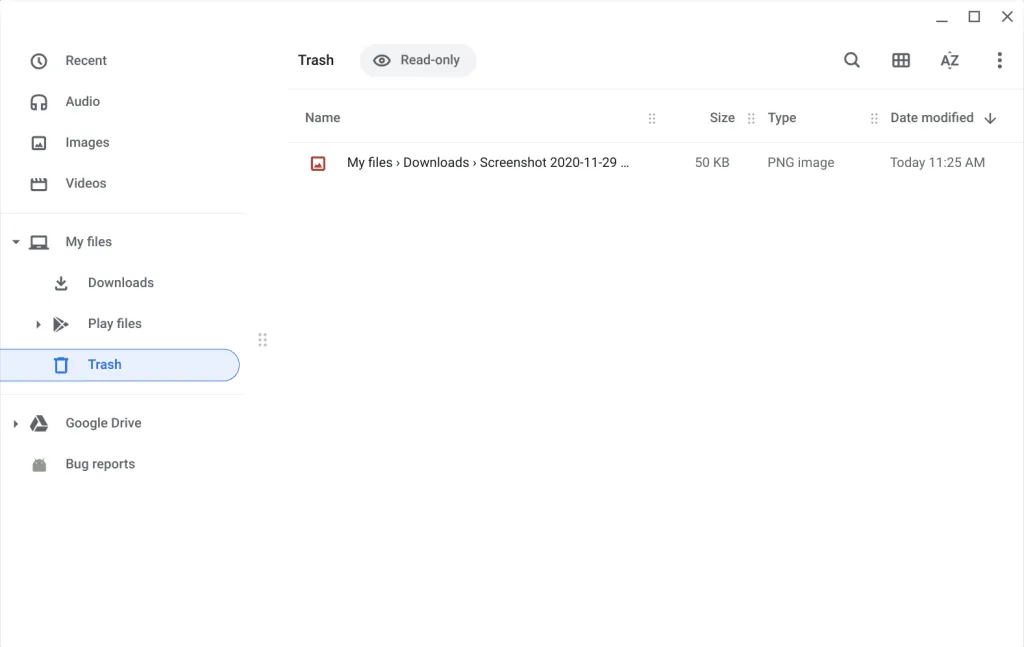 Recent
Audio
Images
Videos
My files
Downloads
Play files
Trash
Google Drive
Bug reports
Trash Read-only AZ
Name Size Type Date modified
My files › Downloads › Screenshot 2020-11-29 ... 50 KB PNG image Today 11:25 AM